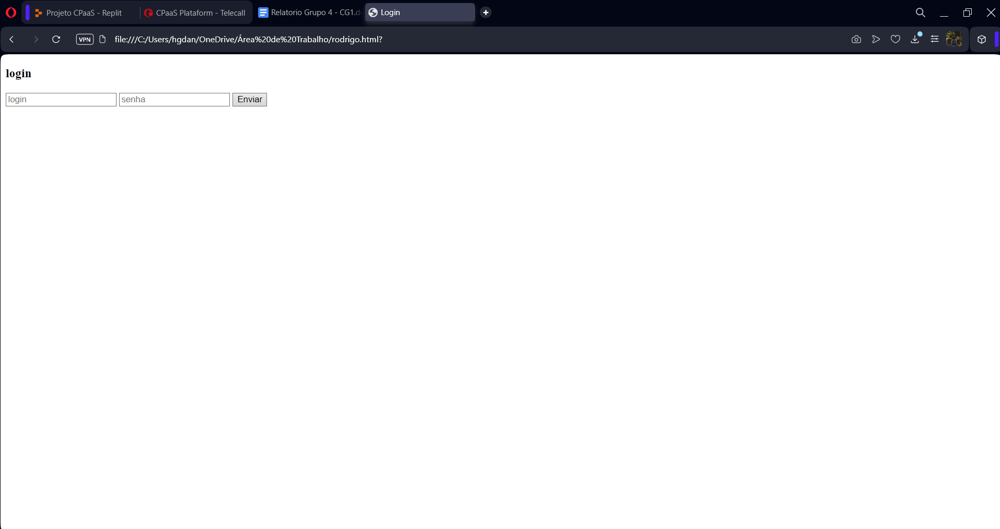 Projeto CPaaS - Replit
CPaaS Plataform - Telecall
Relatorio Grupo 4 - CG1.do
Login
VPN
file:///C:/Users/hgdan/OneDrive/Área%20de%20Trabalho/rodrigo.html?
login
login senha Enviar